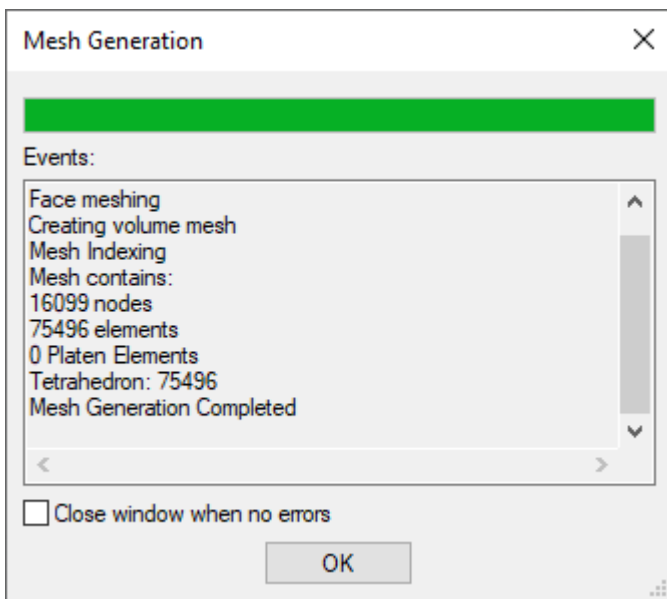 Mesh Generation
Events:
Face meshing
Creating volume mesh
Mesh Indexing
Mesh contains:
16099 nodes
75496 elements
0 Platen Elements
Tetrahedron: 75496
Mesh Generation Completed
Close window when no errors
OK